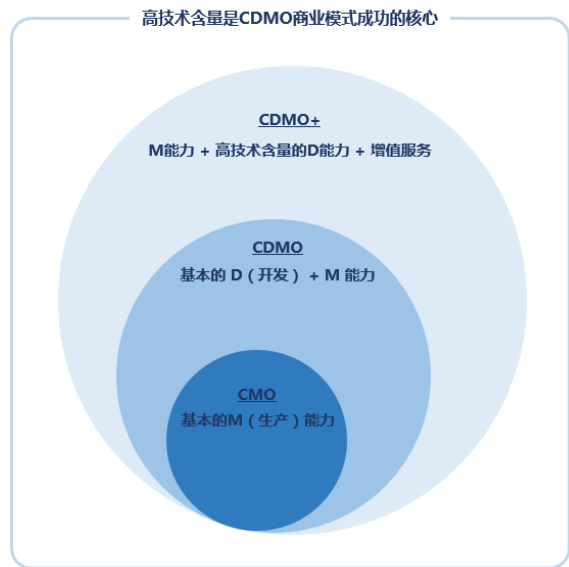 高技术含量是CDMO商业模式成功的核心
CDMO+
M能力 + 高技术含量的D能力 + 增值服务
CDMO
基本的 D（开发） + M 能力
CMO
基本的M（生产）能力